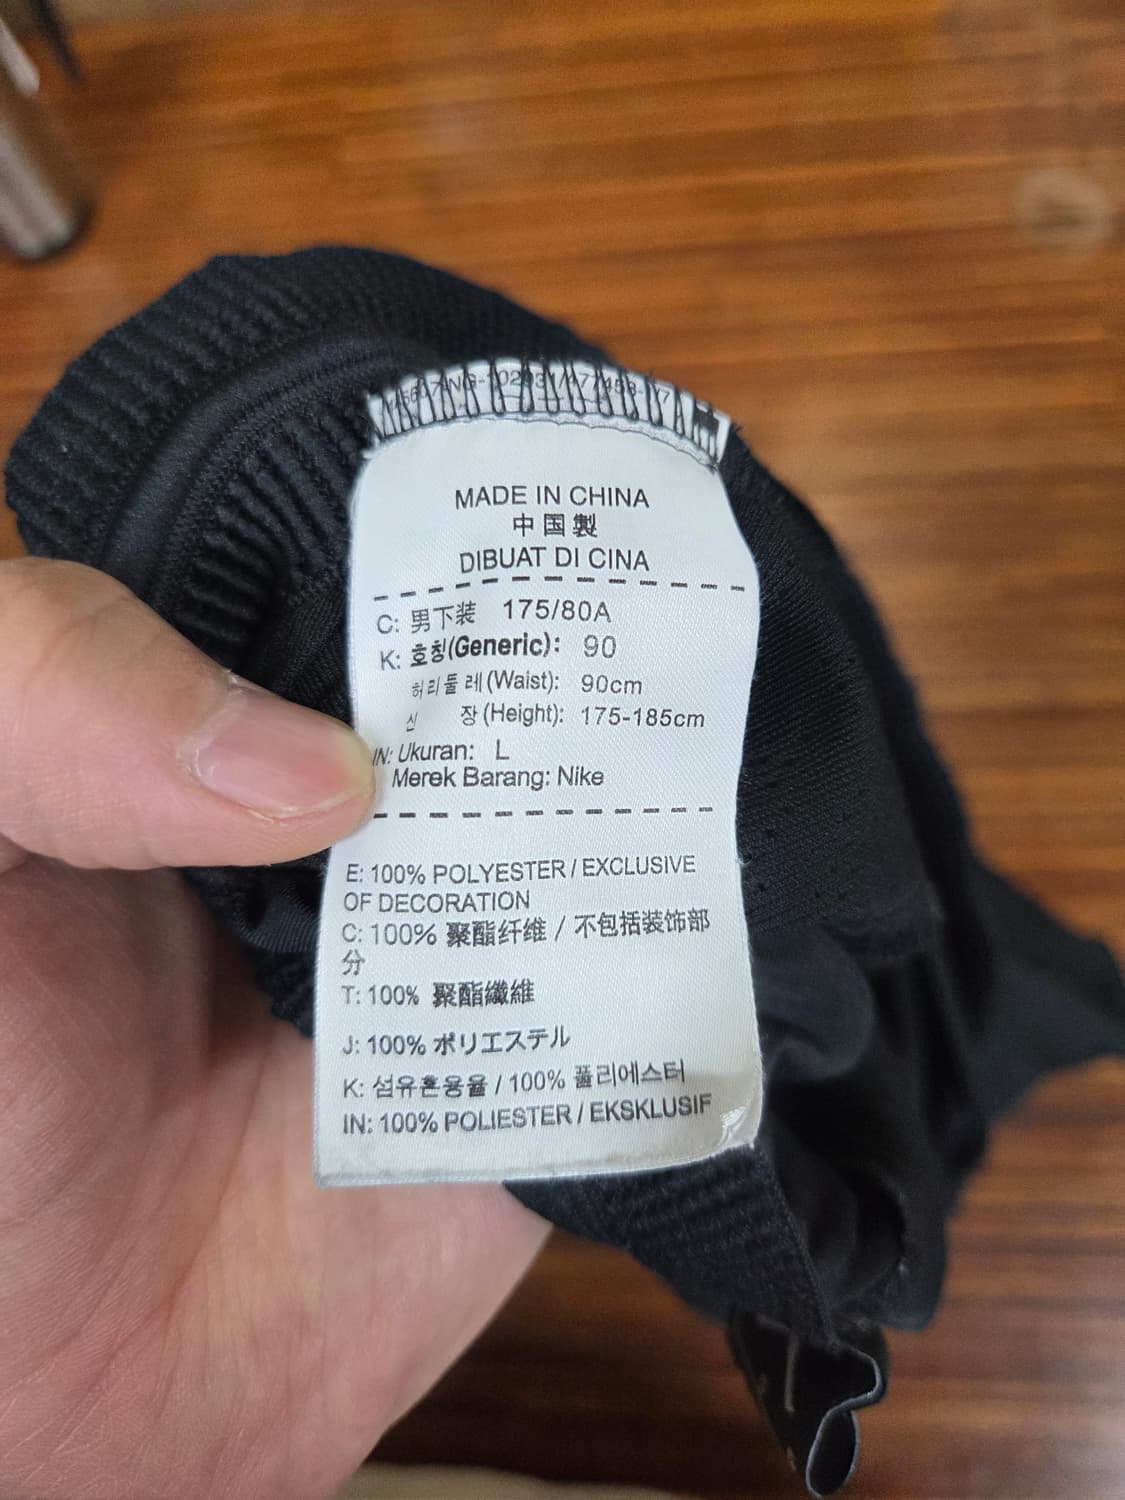 MADE IN CHINA
中国製
DIBUAT DI CINA
C: 男下装 175/80A
K: 호칭(Generic): 90
허리둘레(Waist): 90cm
신 장(Height): 175-185cm
IN: Ukuran: L
Merek Barang: Nike
E: 100% POLYESTER / EXCLUSIVE
OF DECORATION
C: 100% 聚酯纤维 / 不包括装饰部
分
T: 100% 聚酯纖維
J: 100% ポリエステル
K: 섬유혼용율 / 100% 폴리에스터
IN: 100% POLIESTER / EKSKLUSIF